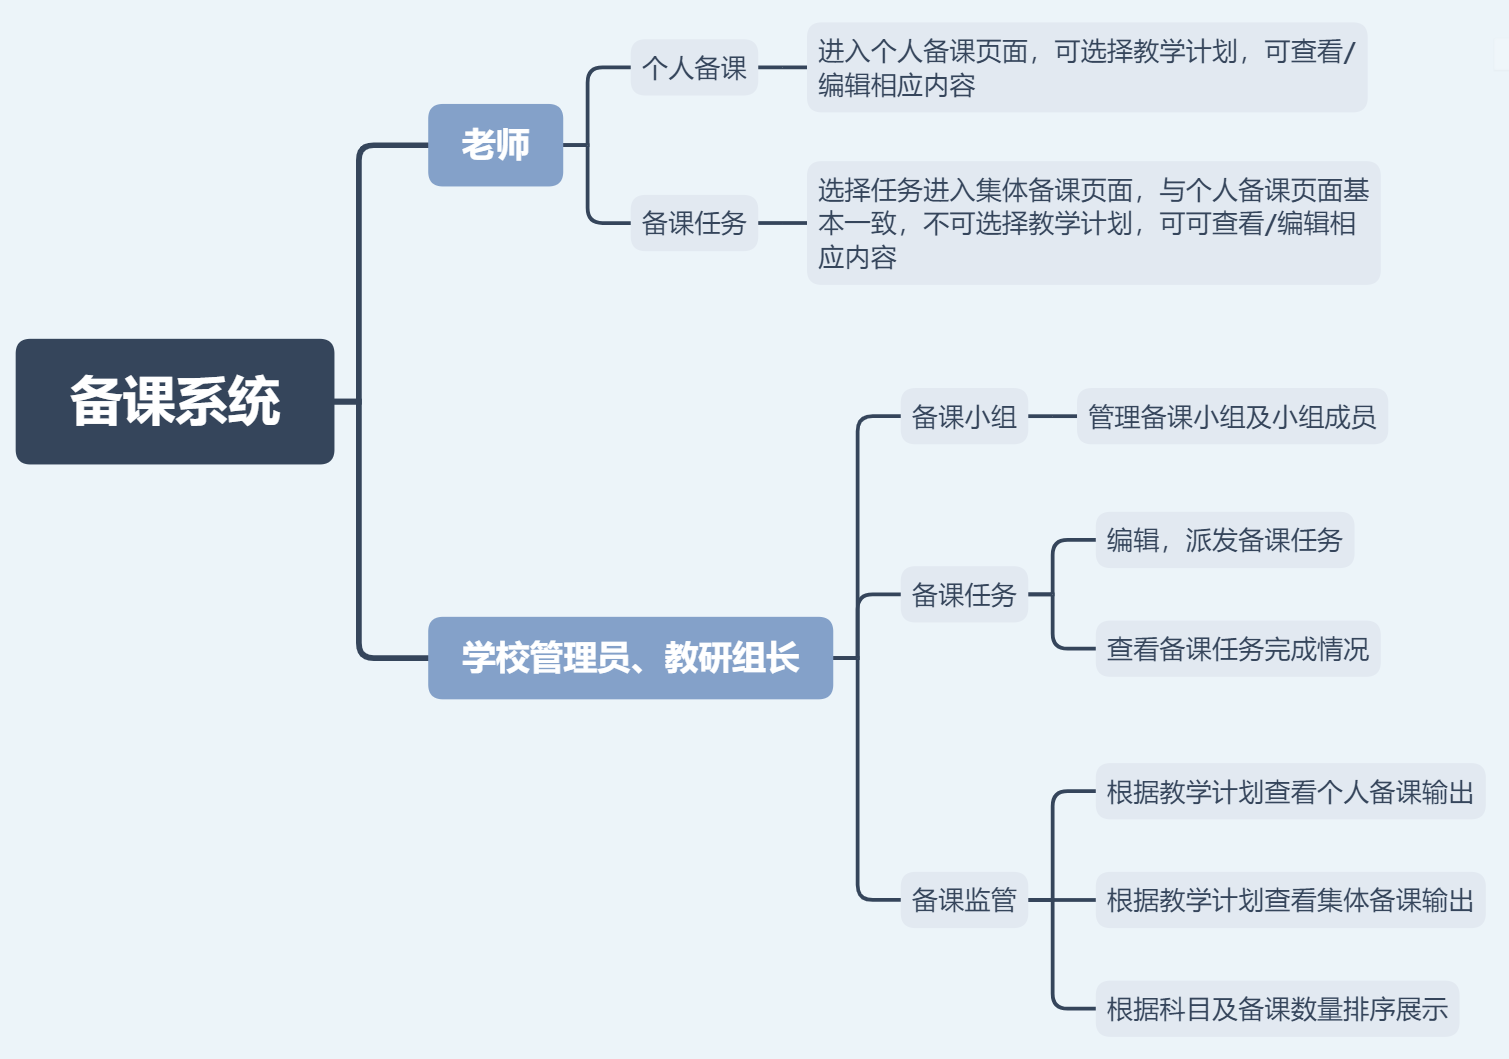 备课系统
老师
个人备课
进入个人备课页面，可选择教学计划，可查看/
编辑相应内容
备课任务
选择任务进入集体备课页面，与个人备课页面基
本一致，不可选择教学计划，可可查看/编辑相
应内容
学校管理员、教研组长
备课小组
管理备课小组及小组成员
备课任务
编辑，派发备课任务
查看备课任务完成情况
备课监管
根据教学计划查看个人备课输出
根据教学计划查看集体备课输出
根据科目及备课数量排序展示